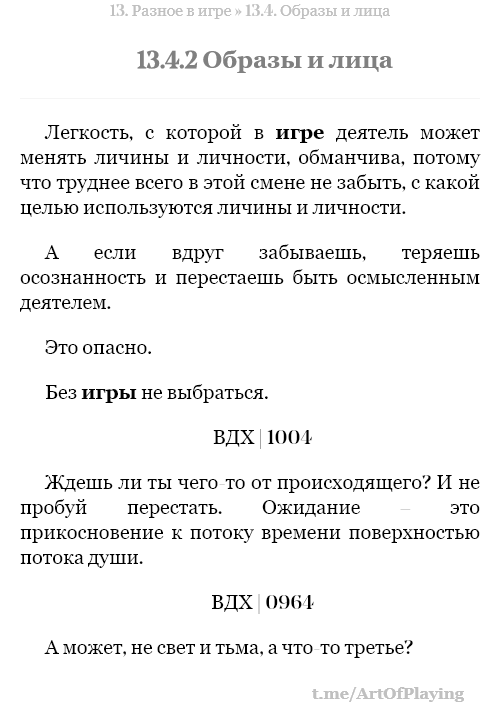 13. Разное в игре » 13.4. Образы и лица
13.4.2 Образы и лица
Легкость, с которой в игре деятель может
менять личины и личности, обманчива, потому
что труднее всего в этой смене не забыть, с какой
целью используются личины и личности.
А если вдруг забываешь, теряешь
осознанность и перестаешь быть осмысленным
деятелем.
Это опасно.
Без игры не выбраться.
ВДХ | 1004
Ждешь ли ты чего-то от происходящего? И не
пробуй перестать. Ожидание – это
прикосновение к потоку времени поверхностью
потока души.
ВДХ | 0964
А может, не свет и тьма, а что-то третье?
t.me/ArtOfPlaying